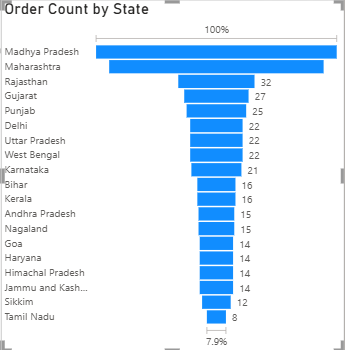 Order Count by State
100%
Madhya Pradesh
Maharashtra
Rajasthan 32
Gujarat 27
Punjab 25
Delhi 22
Uttar Pradesh 22
West Bengal 22
Karnataka 21
Bihar 16
Kerala 16
Andhra Pradesh 15
Nagaland 15
Goa 14
Haryana 14
Himachal Pradesh 14
Jammu and Kash... 14
Sikkim 12
Tamil Nadu 8
7.9%